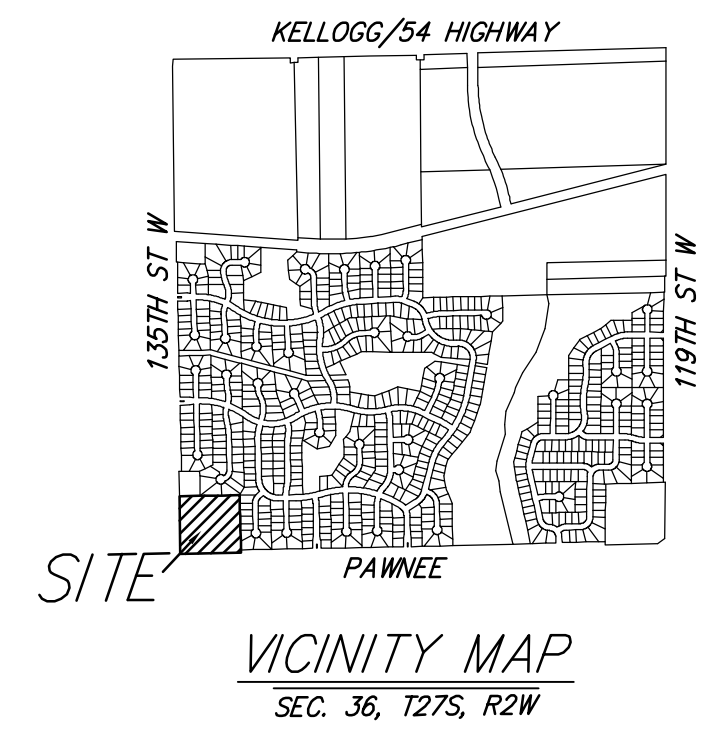 KELLOGG/54 HIGHWAY
135TH ST W
119TH ST W
SITE
PAWNEE
VICINITY MAP
SEC. 36, T27S, R2W